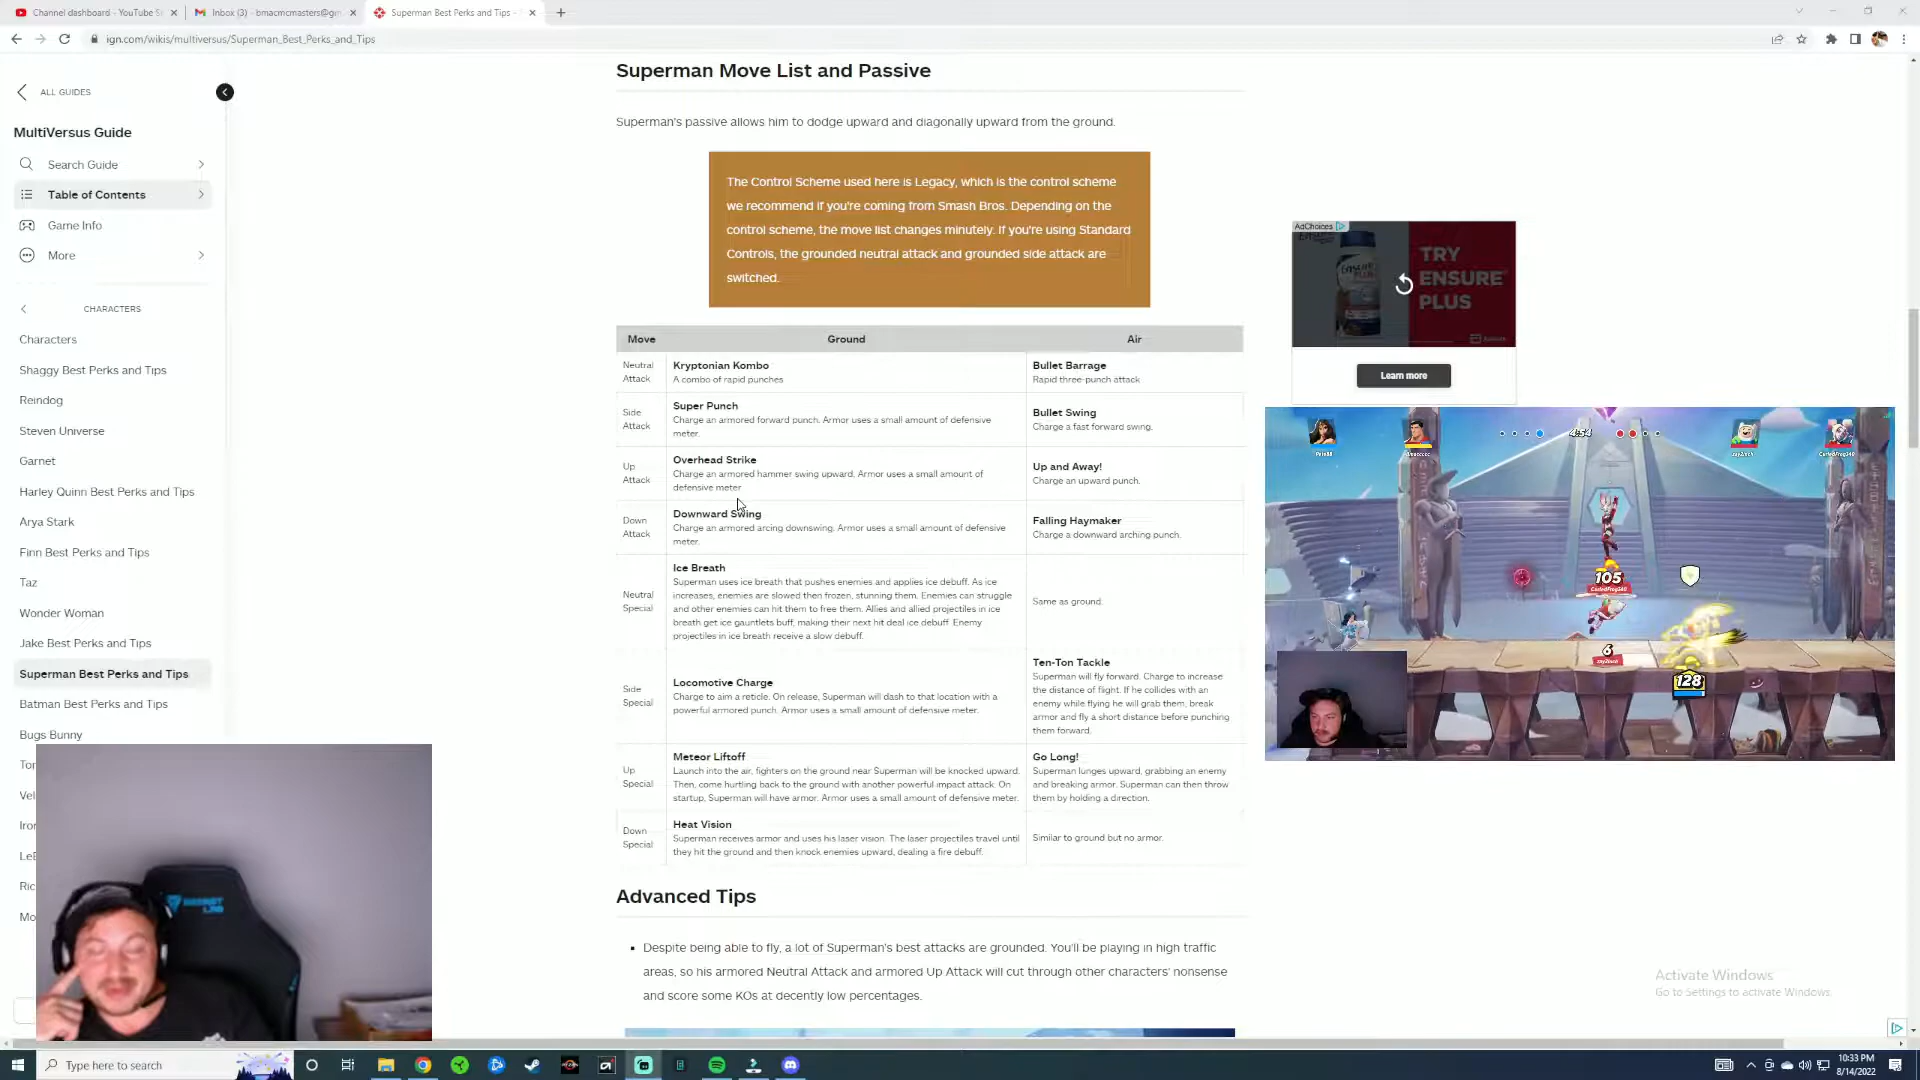 Channel dashboard - YouTube St
Inbox (3) - bmacmcmasters@gm
Superman Best Perks and Tips -
ign.com/wikis/multiversus/Superman_Best_Perks_and_Tips
ALL GUIDES
MultiVersus Guide
Search Guide
Table of Contents
Game Info
More
CHARACTERS
Characters
Shaggy Best Perks and Tips
Reindog
Steven Universe
Garnet
Harley Quinn Best Perks and Tips
Arya Stark
Finn Best Perks and Tips
Taz
Wonder Woman
Jake Best Perks and Tips
Superman Best Perks and Tips
Batman Best Perks and Tips
Bugs Bunny
Tor
Vel
Iron
LeB
Ric
Mo
Superman Move List and Passive
Superman's passive allows him to dodge upward and diagonally upward from the ground.
The Control Scheme used here is Legacy, which is the control scheme
we recommend if you're coming from Smash Bros. Depending on the
control scheme, the move list changes minutely. If you're using Standard
Controls, the grounded neutral attack and grounded side attack are
switched.
Move Ground Air
Neutral
Attack
Kryptonian Kombo
A combo of rapid punches
Bullet Barrage
Rapid three-punch attack
Side
Attack
Super Punch
Charge an armored forward punch. Armor uses a small amount of defensive
meter.
Bullet Swing
Charge a fast forward swing.
Up
Attack
Overhead Strike
Charge an armored hammer swing upward. Armor uses a small amount of
defensive meter
Up and Away!
Charge an upward punch.
Down
Attack
Downward Swing
Charge an armored arcing downswing. Armor uses a small amount of defensive
meter.
Falling Haymaker
Charge a downward arching punch.
Neutral
Special
Ice Breath
Superman uses ice breath that pushes enemies and applies ice debuff. As ice
increases, enemies are slowed then frozen, stunning them. Enemies can struggle
and other enemies can hit them to free them. Allies and allied projectiles in ice
breath get ice gauntlets buff, making their next hit deal ice debuff. Enemy
projectiles in ice breath receive a slow debuff.
Same as ground.
Side
Special
Locomotive Charge
Charge to aim a reticle. On release, Superman will dash to that location with a
powerful armored punch. Armor uses a small amount of defensive meter.
Ten-Ton Tackle
Superman will fly forward. Charge to increase
the distance of flight. If he collides with an
enemy while flying he will grab them, break
armor and fly a short distance before punching
them forward.
Up
Special
Meteor Liftoff
Launch into the air, fighters on the ground near Superman will be knocked upward.
Then, come hurtling back to the ground with another powerful impact attack. On
startup, Superman will have armor. Armor uses a small amount of defensive meter.
Go Long!
Superman lunges upward, grabbing an enemy
and breaking armor. Superman can then throw
them by holding a direction.
Down
Special
Heat Vision
Superman receives armor and uses his laser vision. The laser projectiles travel until
they hit the ground and then knock enemies upward, dealing a fire debuff.
Similar to ground but no armor.
Advanced Tips
Despite being able to fly, a lot of Superman's best attacks are grounded. You'll be playing in high traffic
areas, so his armored Neutral Attack and armored Up Attack will cut through other characters' nonsense
and score some KOs at decently low percentages.
AdChoices
TRY
ENSURE
PLUS
Learn more
4:54
105
6
128
Activate Windows
Go to Settings to activate Windows.
Type here to search
10:33 PM
8/14/2022